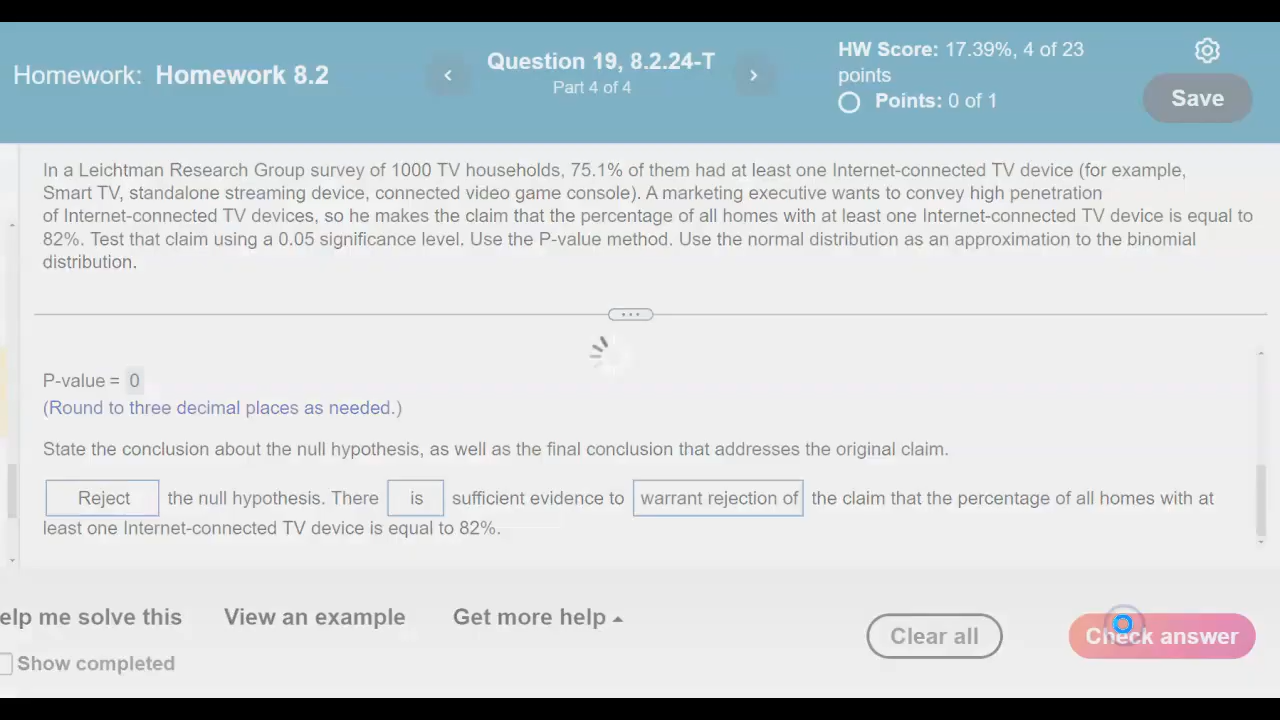 Homework: Homework 8.2
Question 19, 8.2.24-T
Part 4 of 4
HW Score: 17.39%, 4 of 23
points
Points: 0 of 1
Save
In a Leichtman Research Group survey of 1000 TV households, 75.1% of them had at least one Internet-connected TV device (for example,
Smart TV, standalone streaming device, connected video game console). A marketing executive wants to convey high penetration
of Internet-connected TV devices, so he makes the claim that the percentage of all homes with at least one Internet-connected TV device is equal to
82%. Test that claim using a 0.05 significance level. Use the P-value method. Use the normal distribution as an approximation to the binomial
distribution.
P-value = 0
(Round to three decimal places as needed.)
State the conclusion about the null hypothesis, as well as the final conclusion that addresses the original claim.
Reject the null hypothesis. There is sufficient evidence to warrant rejection of the claim that the percentage of all homes with at
least one Internet-connected TV device is equal to 82%.
elp me solve this View an example Get more help
Clear all
Check answer
Show completed